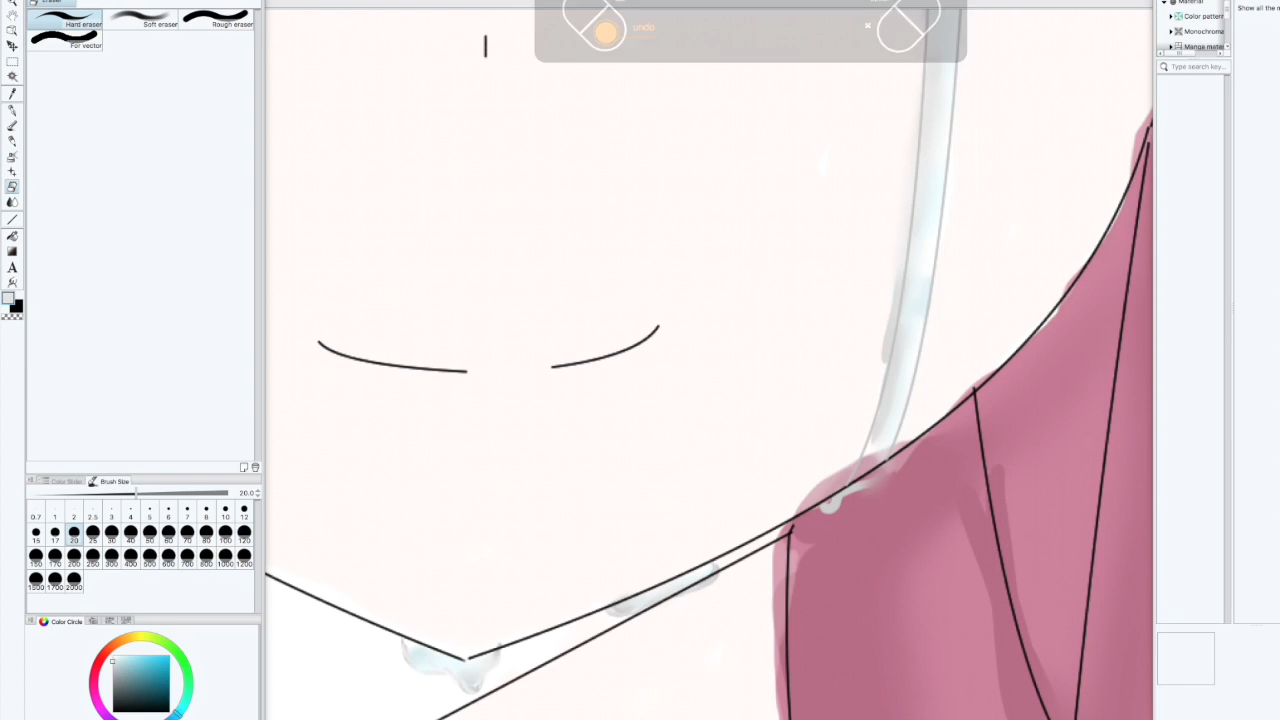 Eraser
Hard eraser
Soft eraser
Rough eraser
For vector
undo
Material
Color pattern
Monochroma
Manga mater
Type search key...
Show all the m
A
Color Slider
Brush Size
20.0
0.7 1 2 2.5 3 4 5 6 7 8 10 12
15 17 20 25 30 40 50 60 70 80 100 120
150 170 200 250 300 400 500 600 700 800 1000 1200
1500 1700 2000
Color Circle